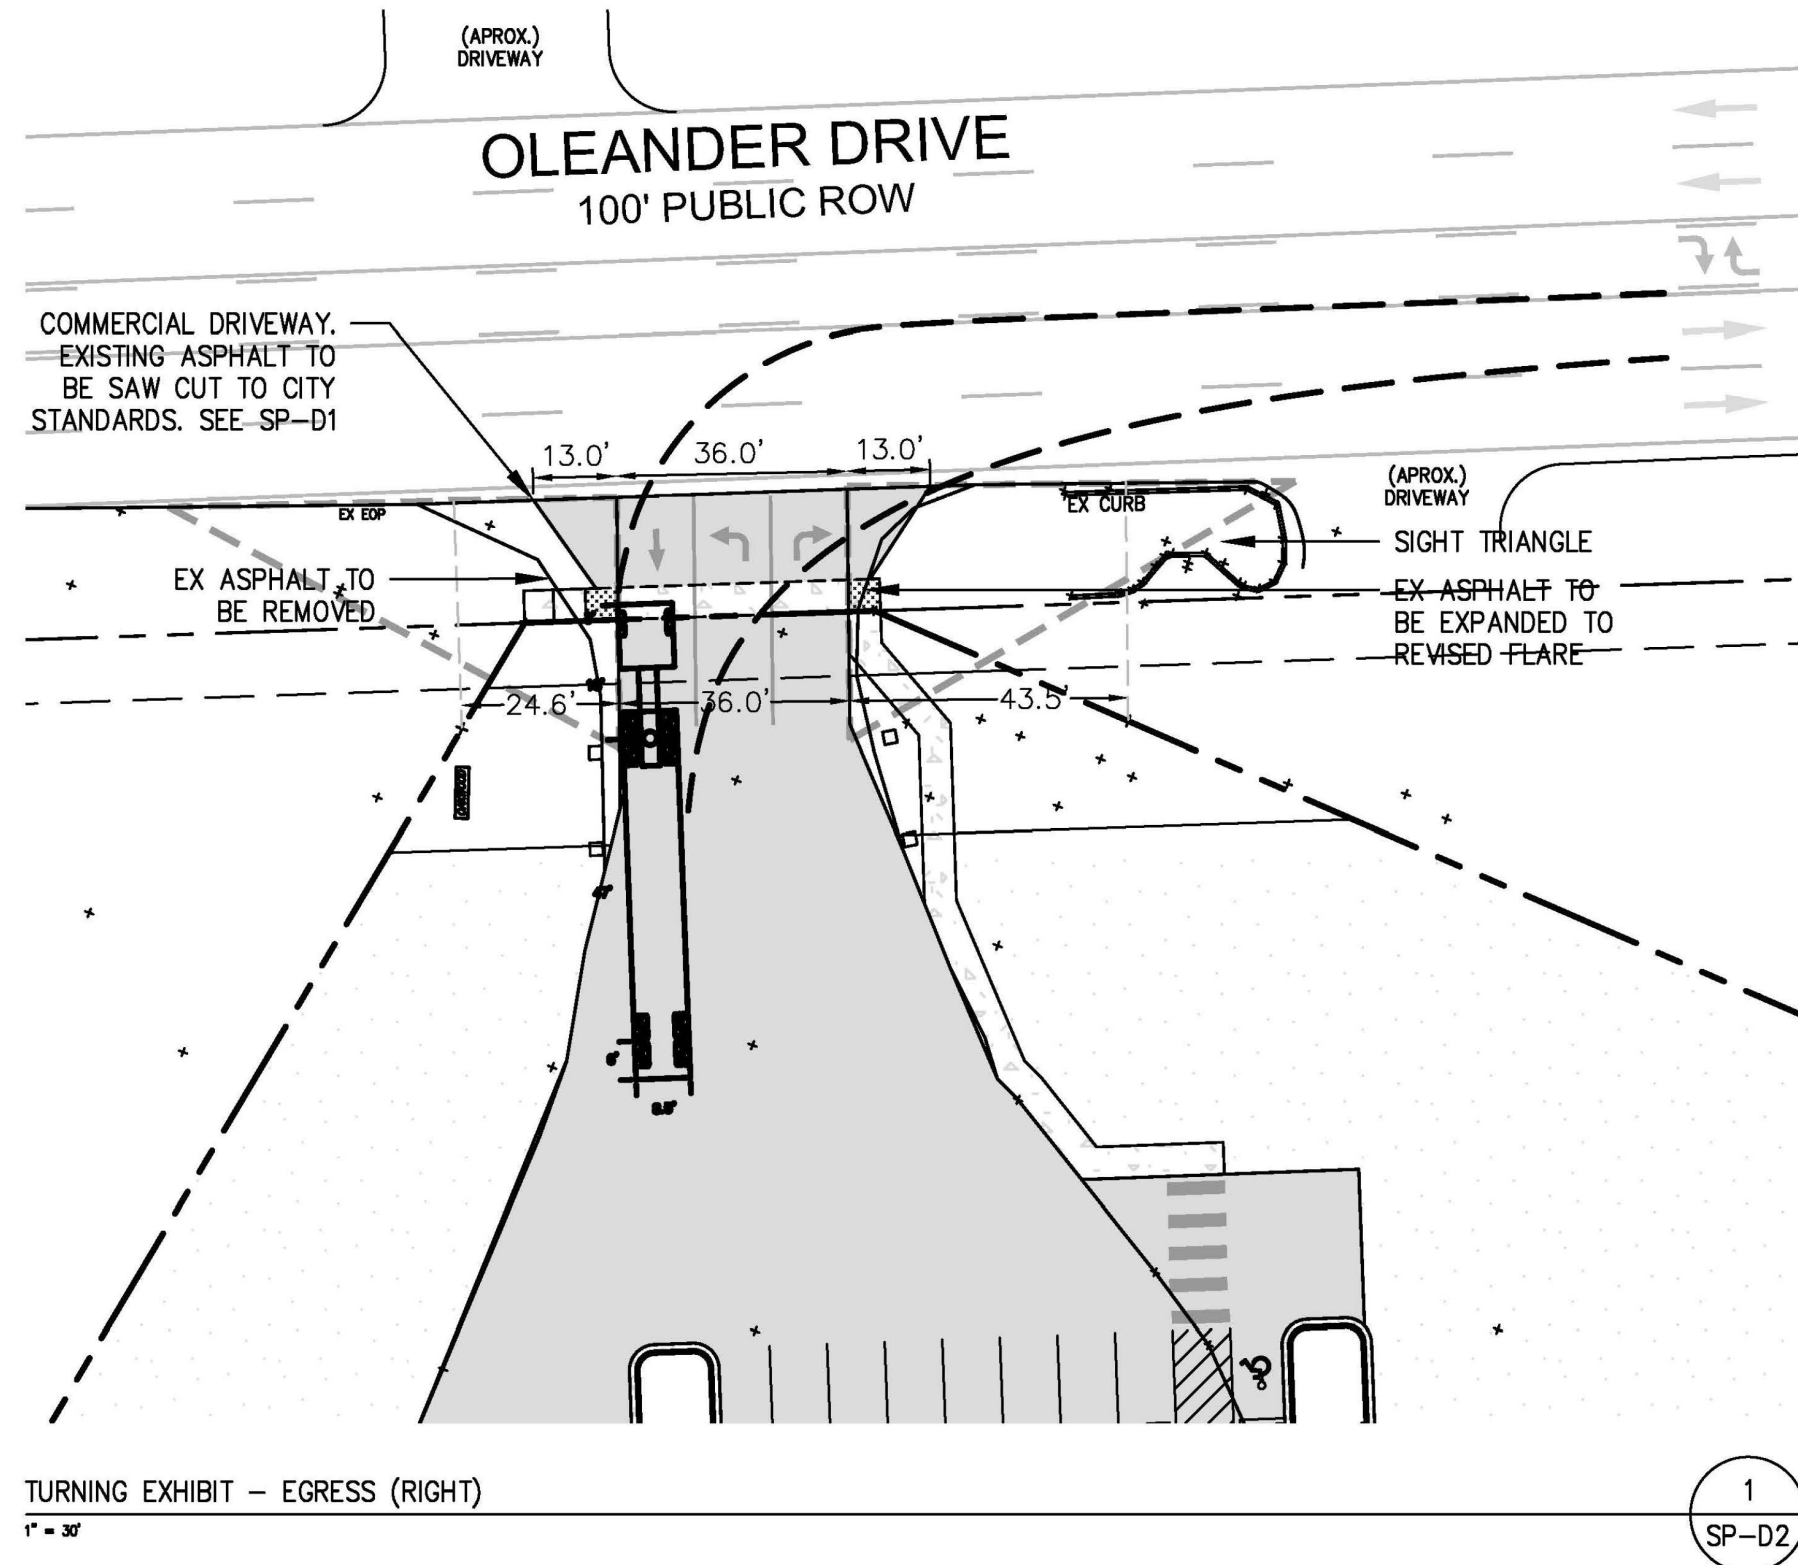 (APROX.)
DRIVEWAY
OLEANDER DRIVE
100' PUBLIC ROW
COMMERCIAL DRIVEWAY.
EXISTING ASPHALT TO
BE SAW CUT TO CITY
STANDARDS. SEE SP-D1
13.0'
36.0'
13.0'
(APROX.)
DRIVEWAY
EX EOP
EX CURB
SIGHT TRIANGLE
EX ASPHALT TO
BE REMOVED
EX ASPHALT TO
BE EXPANDED TO
REVISED FLARE
24.6'
36.0'
43.5'
8.5'
TURNING EXHIBIT – EGRESS (RIGHT)
1" = 30'
1
SP-D2